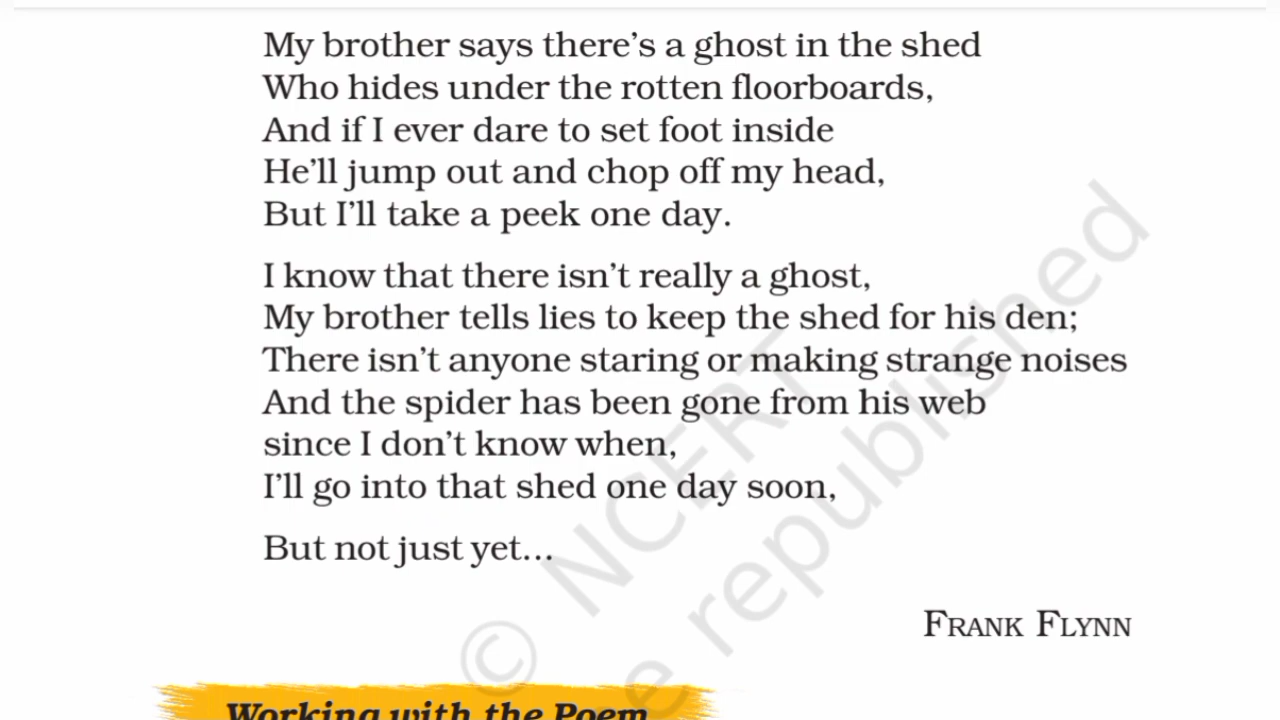 My brother says there's a ghost in the shed
Who hides under the rotten floorboards,
And if I ever dare to set foot inside
He'll jump out and chop off my head,
But I'll take a peek one day.
I know that there isn't really a ghost,
My brother tells lies to keep the shed for his den;
There isn't anyone staring or making strange noises
And the spider has been gone from his web
since I don't know when,
I'll go into that shed one day soon,
But not just yet...
FRANK FLYNN
© NCERT
republished
Working with the Poem